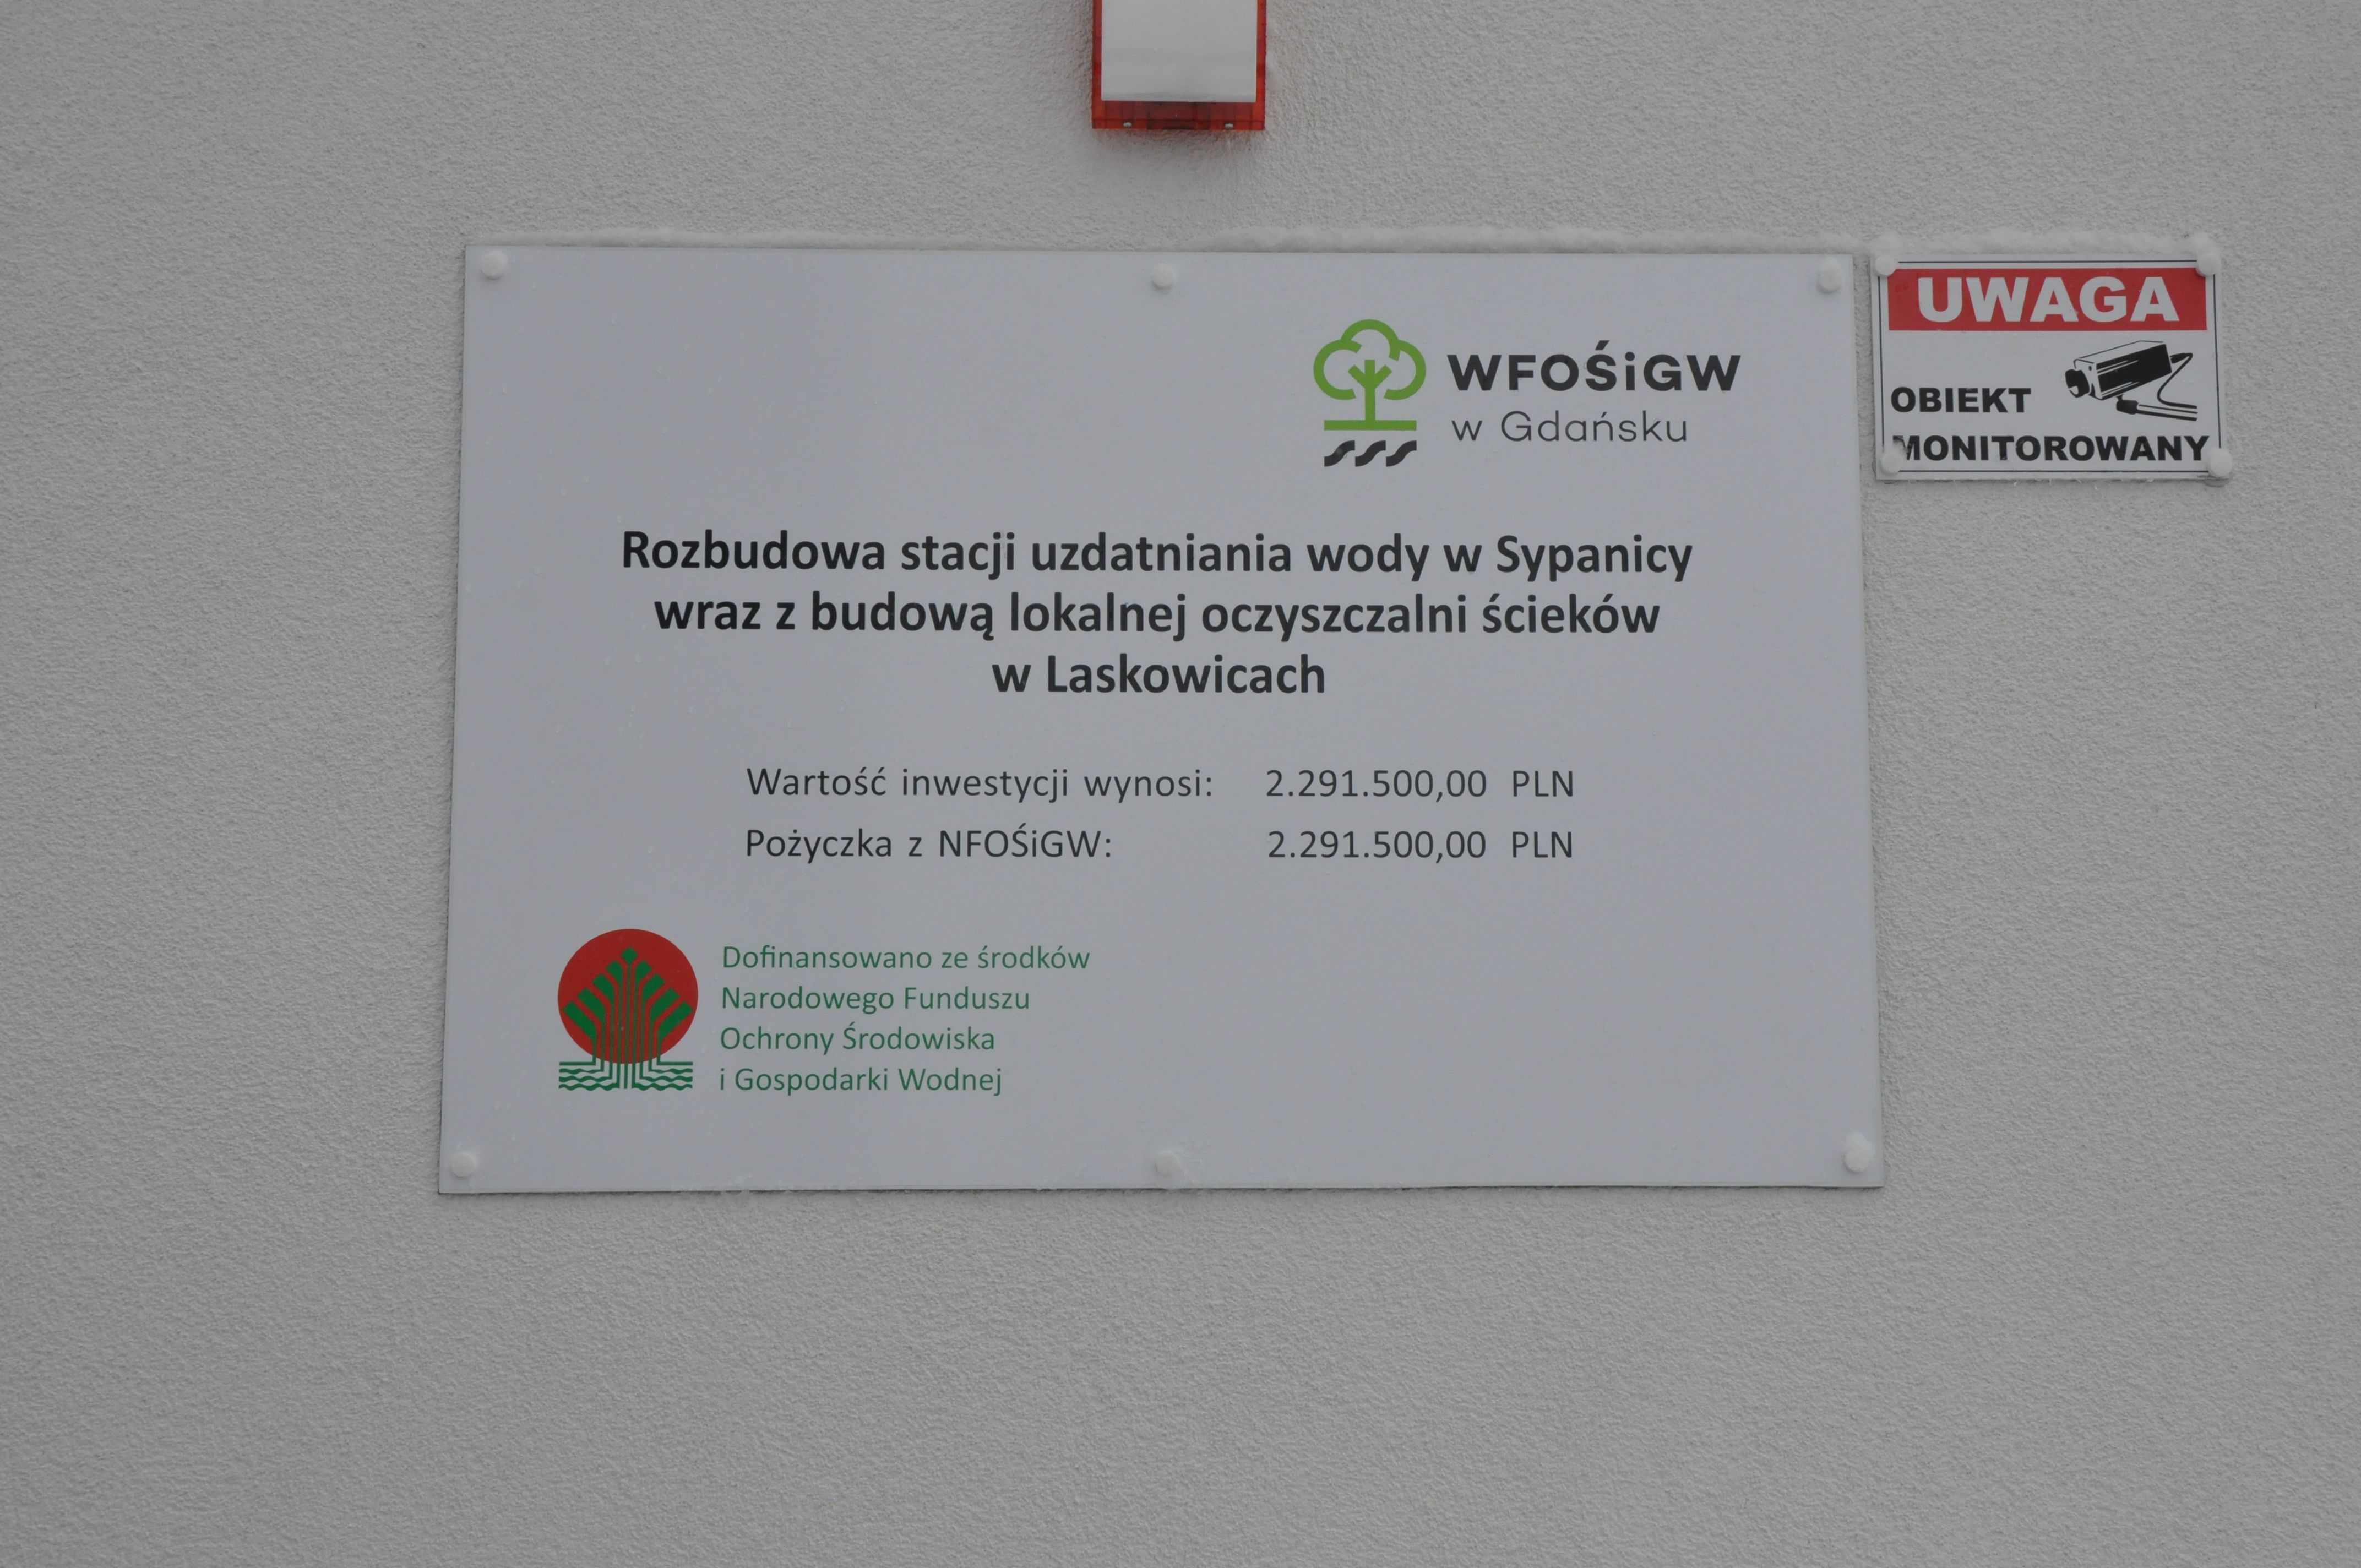 WFOŚiGW
w Gdańsku
Rozbudowa stacji uzdatniania wody w Sypanicy
wraz z budową lokalnej oczyszczalni ścieków
w Laskowicach
Wartość inwestycji wynosi: 2.291.500,00 PLN
Pożyczka z NFOŚiGW: 2.291.500,00 PLN
Dofinansowano ze środków
Narodowego Funduszu
Ochrony Środowiska
i Gospodarki Wodnej
UWAGA
OBIEKT
MONITOROWANY